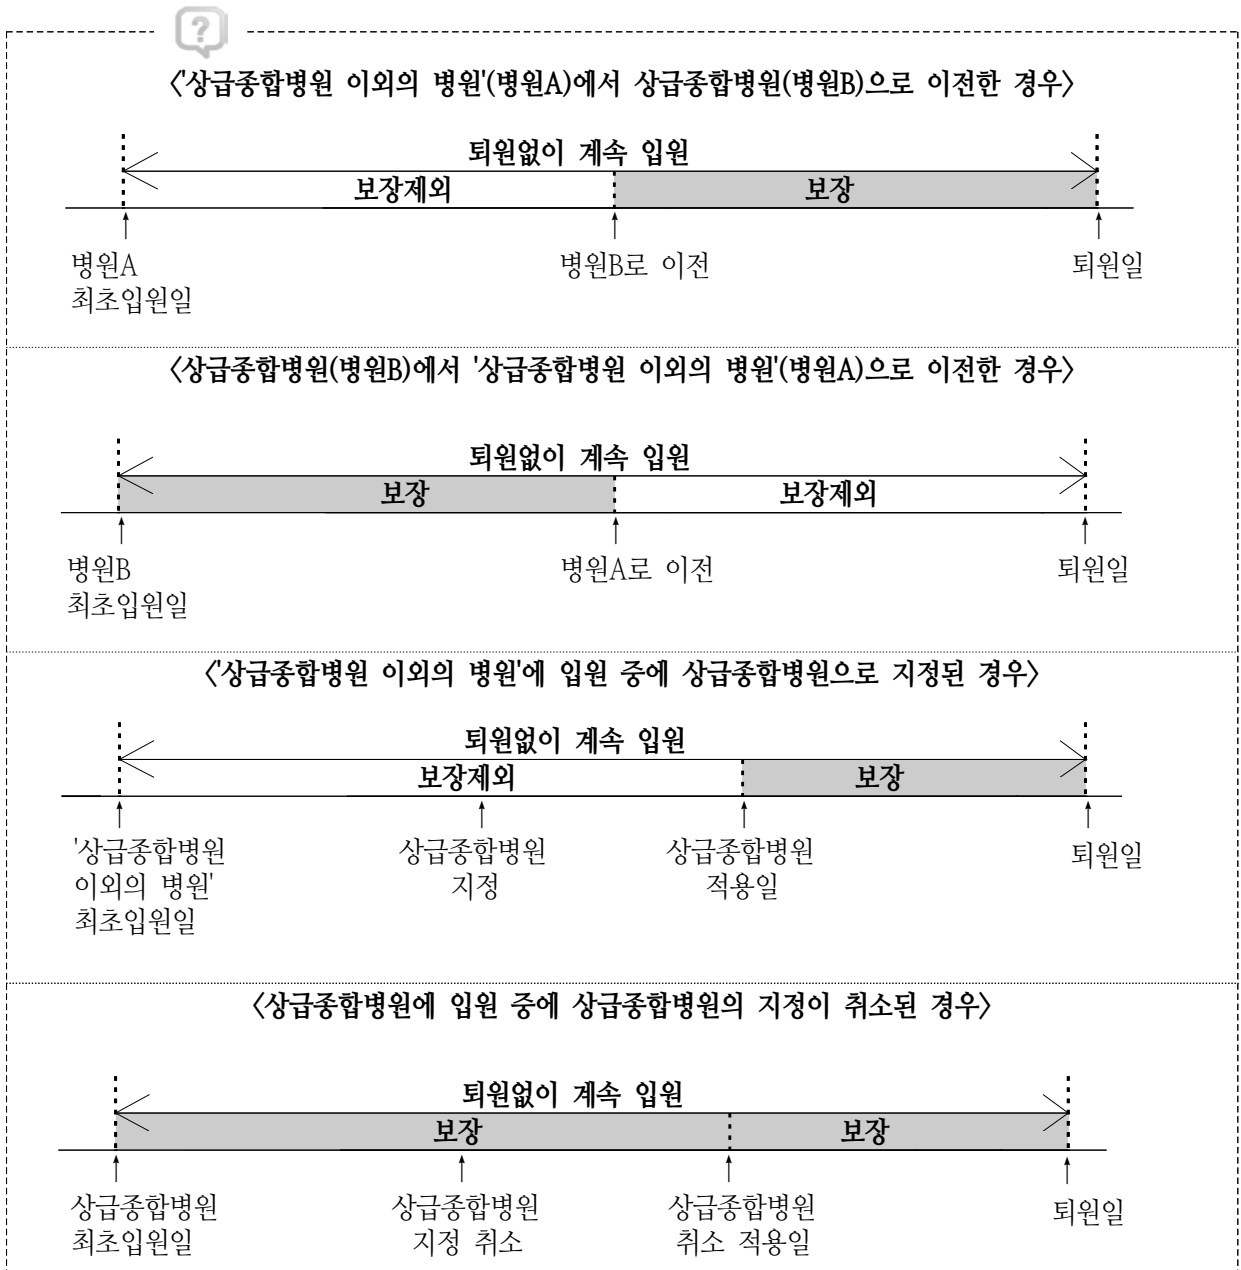 ?
<'상급종합병원 이외의 병원'(병원A)에서 상급종합병원(병원B)으로 이전한 경우>
퇴원없이 계속 입원
보장제외 보장
병원A 병원B로 이전 퇴원일
최초입원일
<상급종합병원(병원B)에서 '상급종합병원 이외의 병원'(병원A)으로 이전한 경우>
퇴원없이 계속 입원
보장 보장제외
병원B 병원A로 이전 퇴원일
최초입원일
<'상급종합병원 이외의 병원'에 입원 중에 상급종합병원으로 지정된 경우>
퇴원없이 계속 입원
보장제외 보장
'상급종합병원 상급종합병원 상급종합병원 퇴원일
이외의 병원' 지정 적용일
최초입원일
<상급종합병원에 입원 중에 상급종합병원의 지정이 취소된 경우>
퇴원없이 계속 입원
보장 보장
상급종합병원 상급종합병원 상급종합병원 퇴원일
최초입원일 지정 취소 취소 적용일